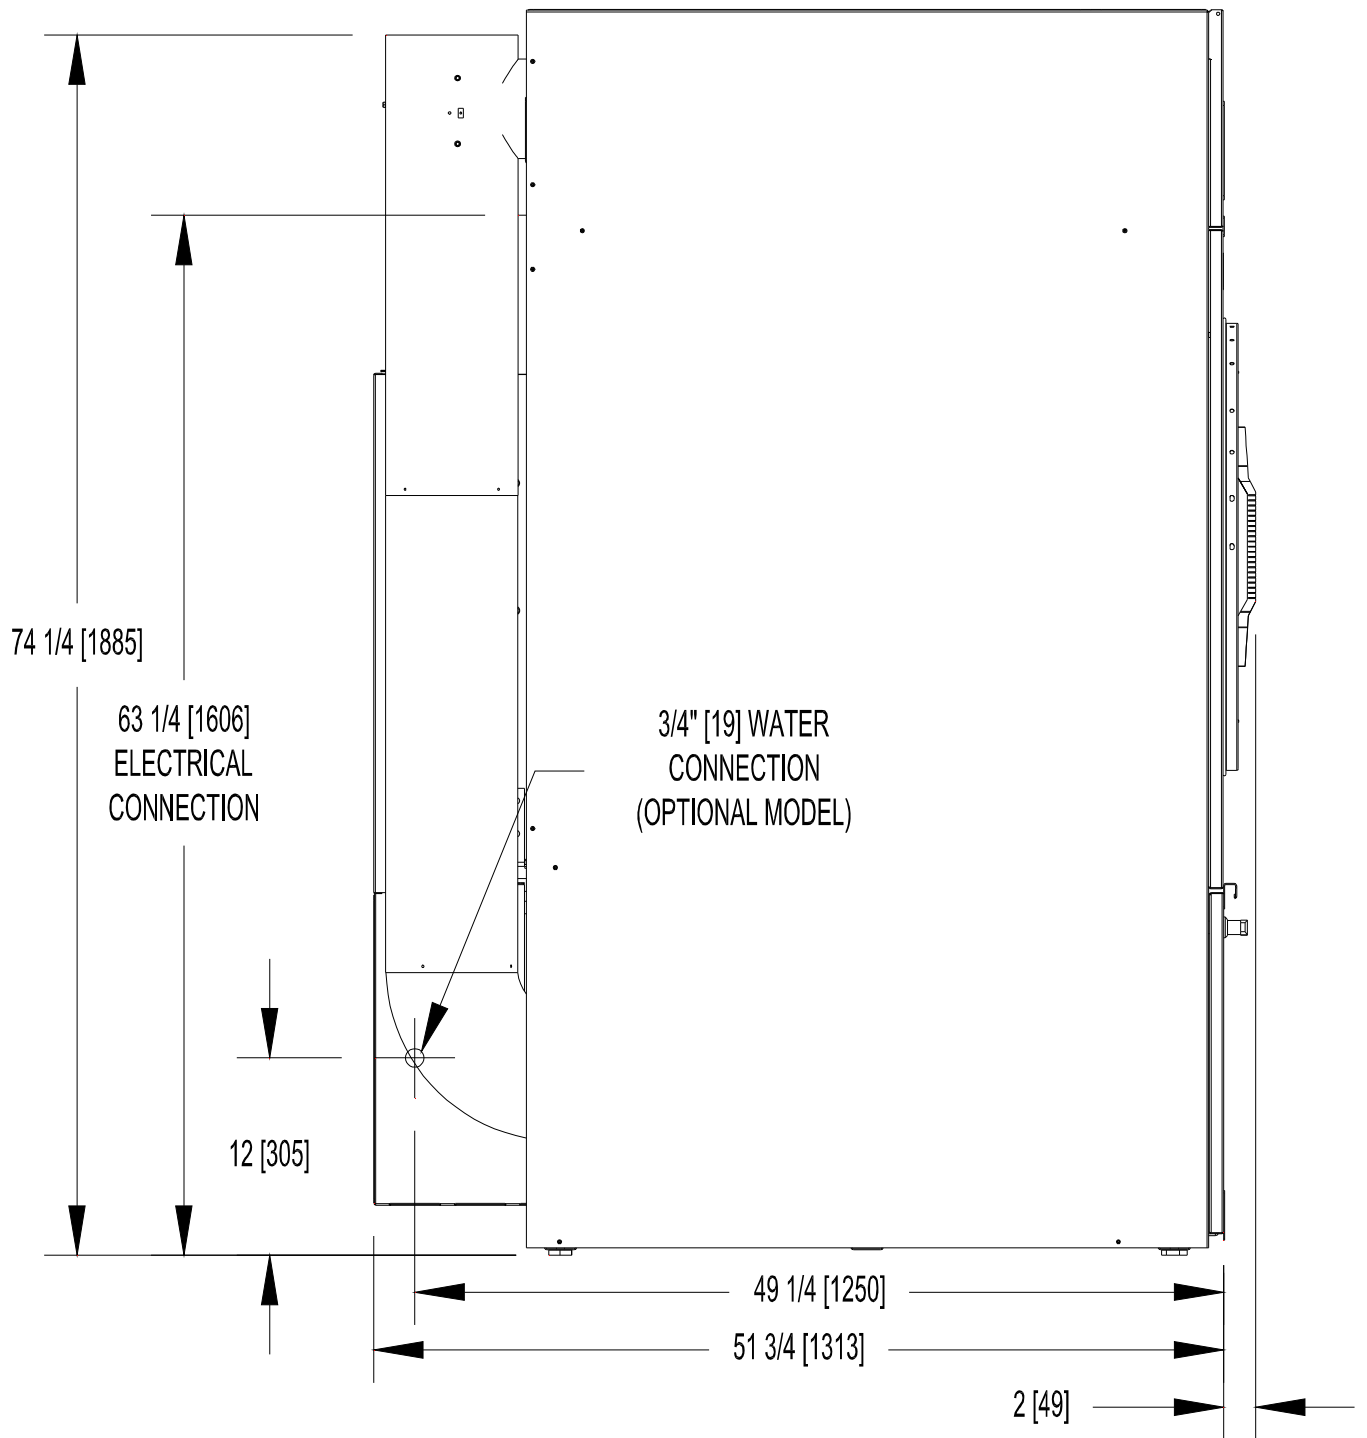 74 1/4 [1885]
63 1/4 [1606]
ELECTRICAL
CONNECTION
3/4" [19] WATER
CONNECTION
(OPTIONAL MODEL)
12 [305]
49 1/4 [1250]
51 3/4 [1313]
2 [49]